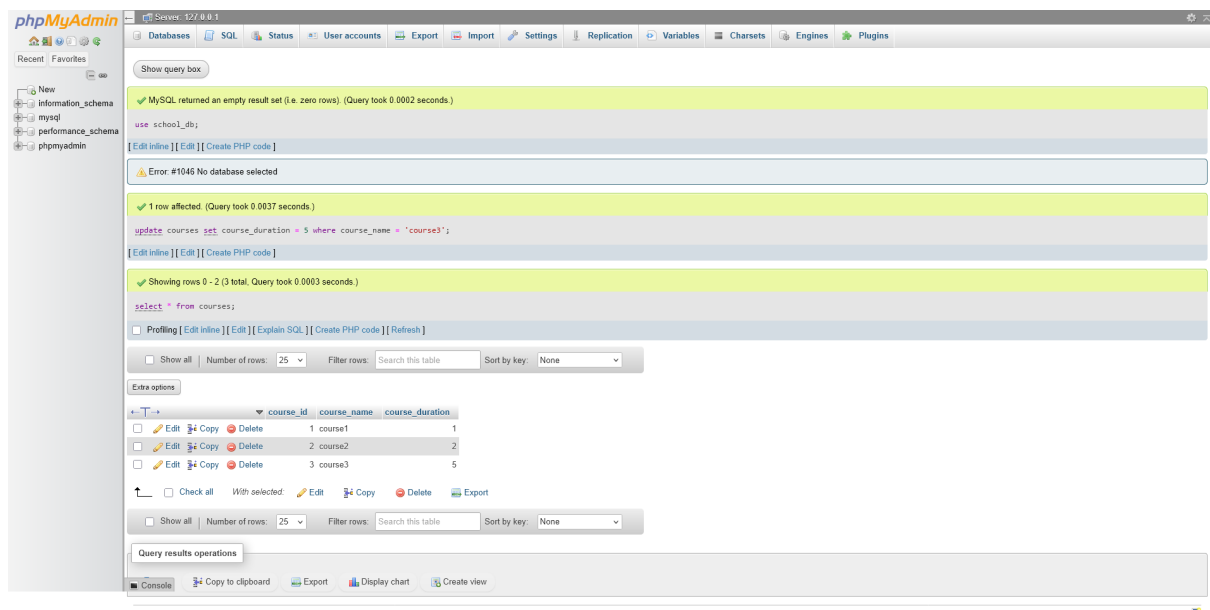 phpMyAdmin
Server: 127.0.0.1
Databases SQL Status User accounts Export Import Settings Replication Variables Charsets Engines Plugins
Recent Favorites
New
information_schema
mysql
performance_schema
phpmyadmin
Show query box
MySQL returned an empty result set (i.e. zero rows). (Query took 0.0002 seconds.)
use school_db;
[ Edit inline ] [ Edit ] [ Create PHP code ]
Error: #1046 No database selected
1 row affected. (Query took 0.0037 seconds.)
update courses set course_duration = 5 where course_name = 'course3';
[ Edit inline ] [ Edit ] [ Create PHP code ]
Showing rows 0 - 2 (3 total, Query took 0.0003 seconds.)
select * from courses;
Profiling [ Edit inline ] [ Edit ] [ Explain SQL ] [ Create PHP code ] [ Refresh ]
Show all | Number of rows: 25 Filter rows: Search this table Sort by key: None
Extra options
←T→ course_id course_name course_duration
Edit Copy Delete 1 course1 1
Edit Copy Delete 2 course2 2
Edit Copy Delete 3 course3 5
Check all With selected: Edit Copy Delete Export
Show all | Number of rows: 25 Filter rows: Search this table Sort by key: None
Query results operations
Console Copy to clipboard Export Display chart Create view